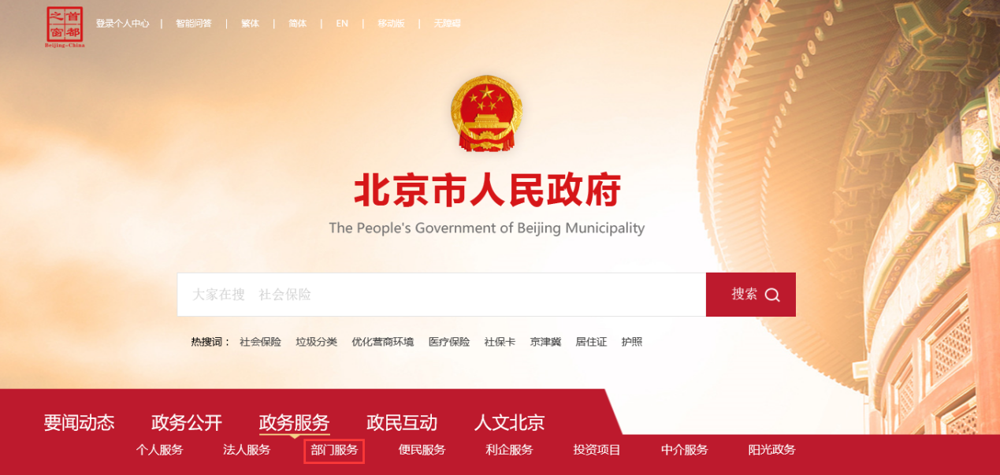 首都之窗
Beijing-China
登录个人中心 | 智能问答 | 繁体 | 简体 | EN | 移动版 | 无障碍
北京市人民政府
The People's Government of Beijing Municipality
大家在搜 社会保险 搜索
热搜词： 社会保险 垃圾分类 优化营商环境 医疗保险 社保卡 京津冀 居住证 护照
要闻动态 政务公开 政务服务 政民互动 人文北京
个人服务 法人服务 部门服务 便民服务 利企服务 投资项目 中介服务 阳光政务